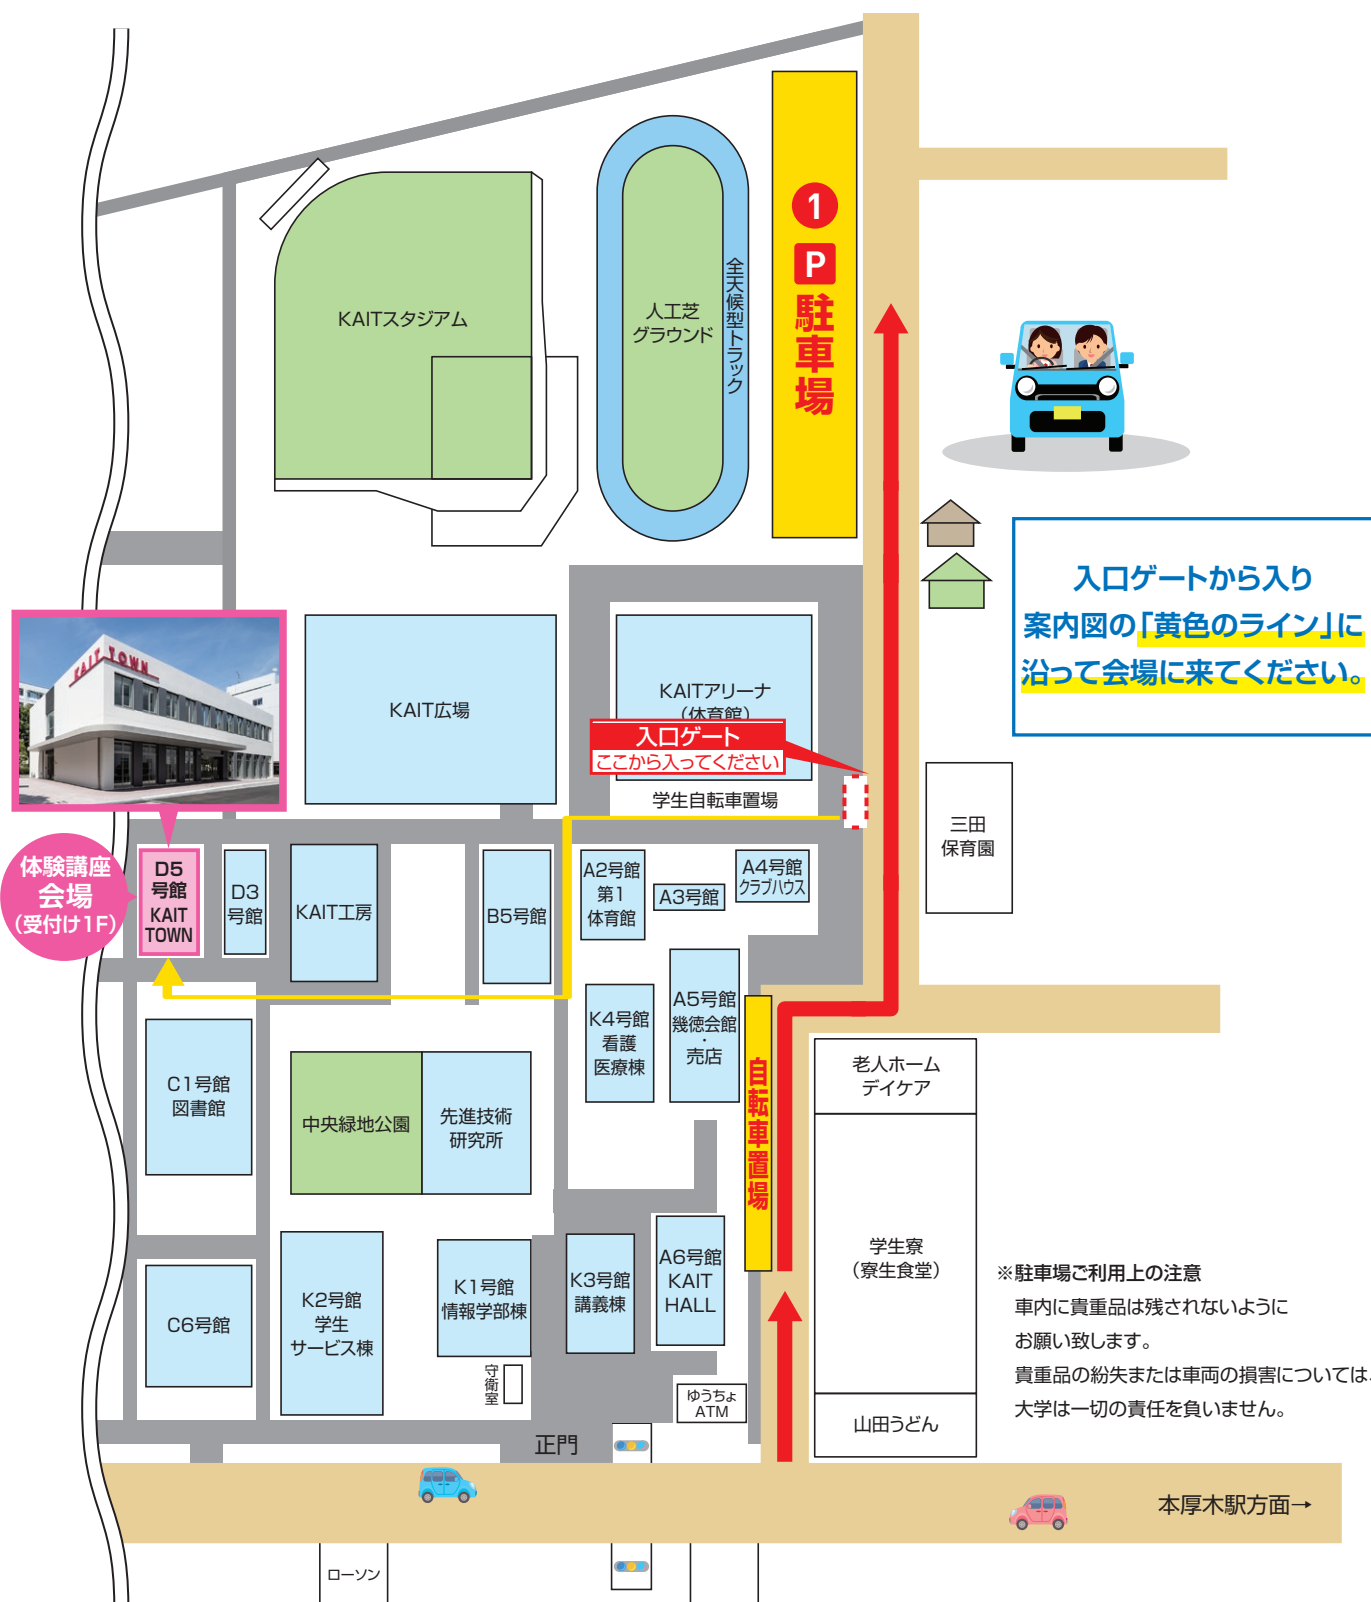 1
P
駐車場
全天候型トラック
人工芝
グラウンド
KAITスタジアム
入口ゲートから入り
案内図の「黄色のライン」に
沿って会場に来てください。
KAIT TOWN
KAIT広場
KAITアリーナ
(体育館)
入口ゲート
ここから入ってください
学生自転車置場
三田
保育園
体験講座
会場
(受付け1F)
D5
号館
KAIT
TOWN
D3
号館
KAIT工房
B5号館
A2号館
第1
体育館
A3号館
A4号館
クラブハウス
K4号館
看護
医療棟
A5号館
幾徳会館
・
売店
自転車置場
C1号館
図書館
中央緑地公園
先進技術
研究所
老人ホーム
デイケア
学生寮
(寮生食堂)
山田うどん
C6号館
K2号館
学生
サービス棟
K1号館
情報学部棟
守衛室
K3号館
講義棟
A6号館
KAIT
HALL
ゆうちょ
ATM
正門
※駐車場ご利用上の注意
車内に貴重品は残されないように
お願い致します。
貴重品の紛失または車両の損害については、
大学は一切の責任を負いません。
本厚木駅方面→
ローソン